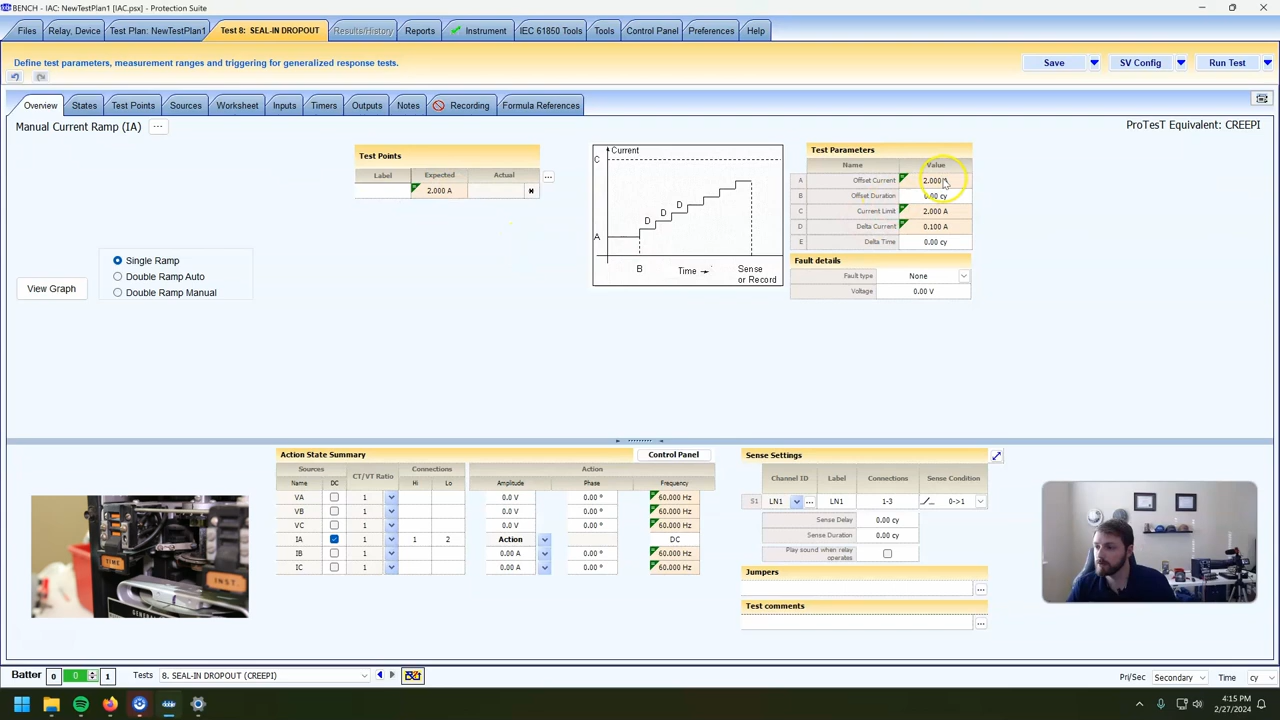 BENCH - IAC: NewTestPlan1 [IAC.psx] - Protection Suite
Files Relay, Device Test Plan: NewTestPlan1 Test 8: SEAL-IN DROPOUT Results/History Reports Instrument IEC 61850 Tools Tools Control Panel Preferences Help
Define test parameters, measurement ranges and triggering for generalized response tests.
Save SV Config Run Test
Overview States Test Points Sources Worksheet Inputs Timers Outputs Notes Recording Formula References
Manual Current Ramp (IA) ...
ProTesT Equivalent: CREEPI
Test Points
Label Expected Actual ...
2.000 A
Current
C
D
D
D
A
B Time Sense
or Record
Test Parameters
Name Value
A Offset Current 2.000
B Offset Duration 0.00 cy
C Current Limit 2.000 A
D Delta Current 0.100 A
E Delta Time 0.00 cy
Fault details
Fault type None
Voltage 0.00 V
View Graph
Single Ramp
Double Ramp Auto
Double Ramp Manual
Action State Summary Control Panel
Sources CT/VT Ratio Connections Action
Name DC Hi Lo Amplitude Phase Frequency
VA 1 0.0 V 0.00 ° 60.000 Hz
VB 1 0.0 V 0.00 ° 60.000 Hz
VC 1 0.0 V 0.00 ° 60.000 Hz
IA 1 1 2 Action DC
IB 1 0.00 A 0.00 ° 60.000 Hz
IC 1 0.00 A 0.00 ° 60.000 Hz
Sense Settings
Channel ID Label Connections Sense Condition
S1 LN1 ... LN1 1-3 0->1
Sense Delay 0.00 cy
Sense Duration 0.00 cy
Play sound when relay
operates
Jumpers
...
Test comments
...
TIME
INST.
GENERAL
Batter 0 0 1 Tests 8. SEAL-IN DROPOUT (CREEPI)
Pri/Sec Secondary Time cy
doble
4:15 PM
2/27/2024